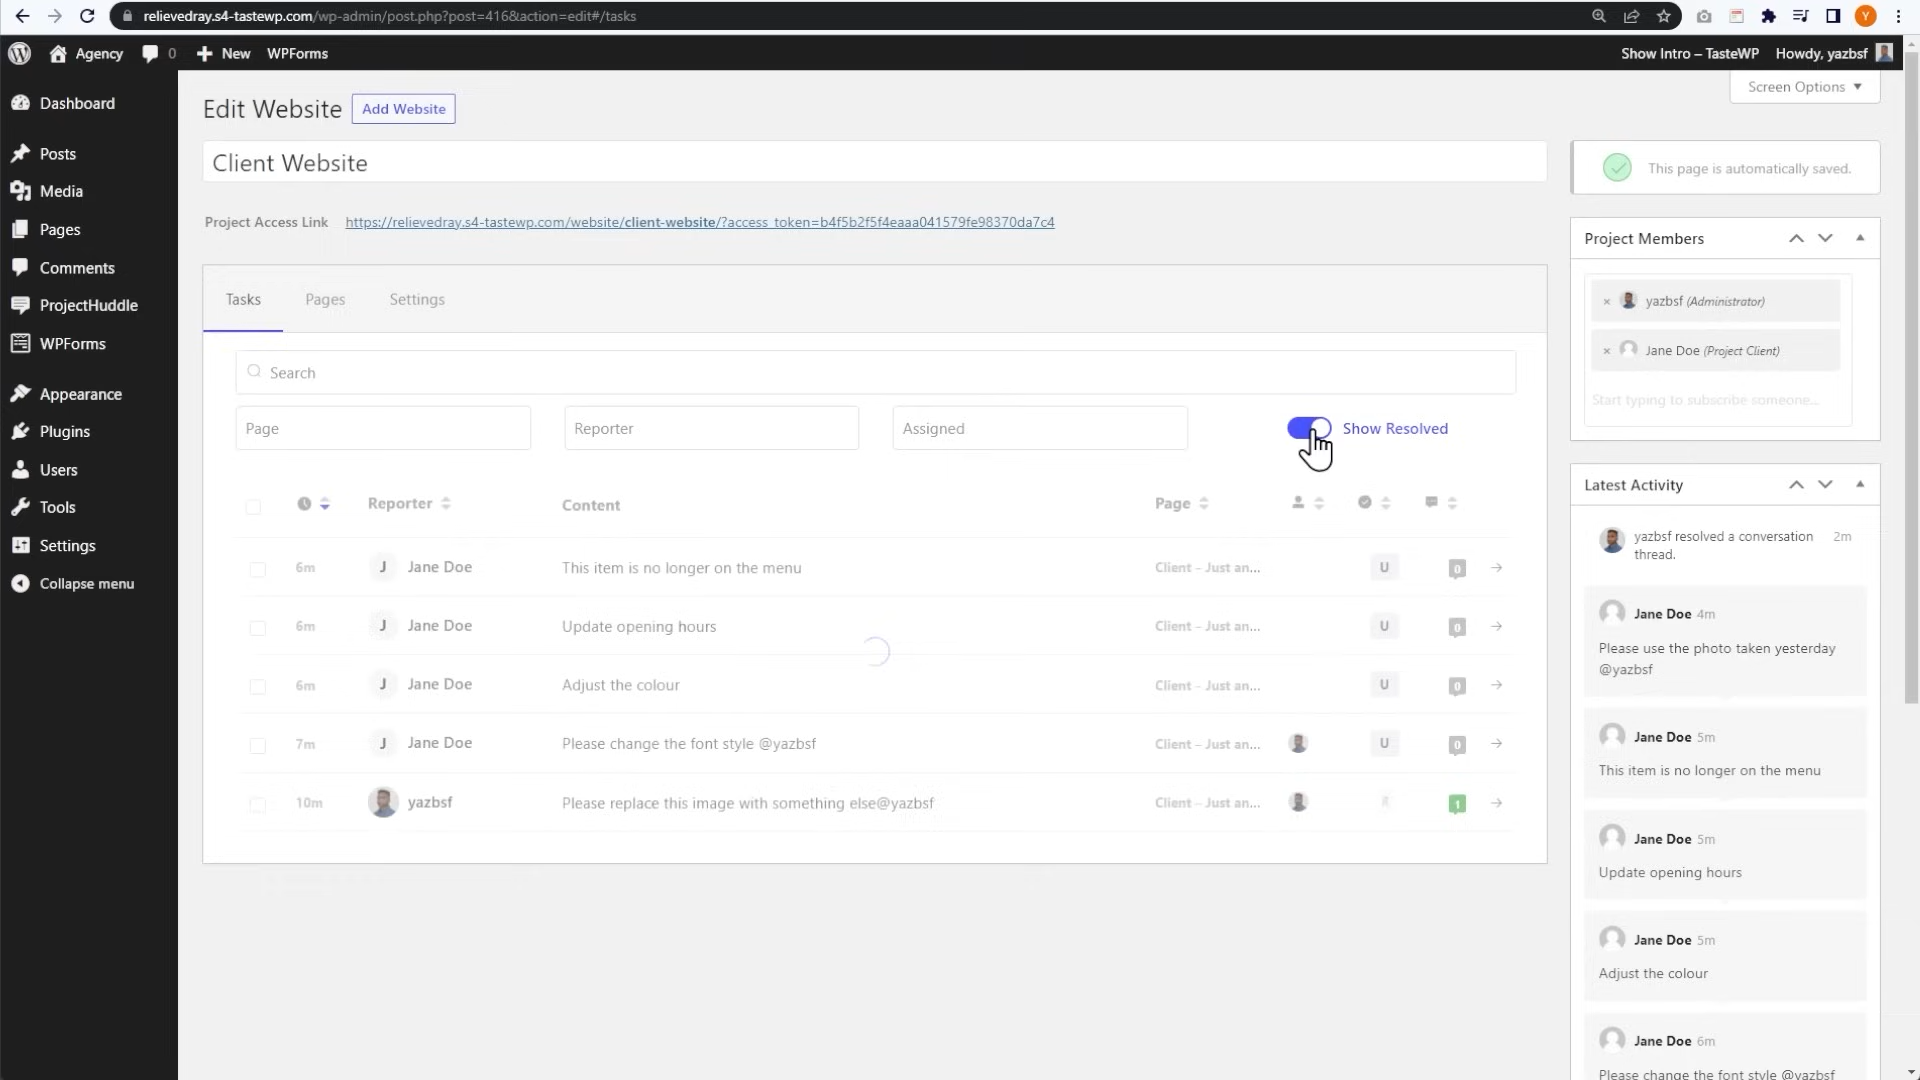 relievedray.s4-tastewp.com/wp-admin/post.php?post=416&action=edit#/tasks
Agency 0 New WPForms Show Intro – TasteWP Howdy, yazbsf
Screen Options
Dashboard
Posts
Media
Pages
Comments
ProjectHuddle
WPForms
Appearance
Plugins
Users
Tools
Settings
Collapse menu
Edit Website Add Website
Client Website
Project Access Link https://relievedray.s4-tastewp.com/website/client-website/?access_token=b4f5b2f5f4eaaa041579fe98370da7c4
Tasks Pages Settings
Search
Page Reporter Assigned Show Resolved
Reporter Content Page
6m J Jane Doe This item is no longer on the menu Client – Just an... U 0
6m J Jane Doe Update opening hours Client – Just an... U 0
6m J Jane Doe Adjust the colour Client – Just an... U 0
7m J Jane Doe Please change the font style @yazbsf Client – Just an... U 0
10m yazbsf Please replace this image with something else@yazbsf Client – Just an... R 1
This page is automatically saved.
Project Members
× yazbsf (Administrator)
× Jane Doe (Project Client)
Start typing to subscribe someone...
Latest Activity
yazbsf resolved a conversation 2m
thread.
Jane Doe 4m
Please use the photo taken yesterday
@yazbsf
Jane Doe 5m
This item is no longer on the menu
Jane Doe 5m
Update opening hours
Jane Doe 5m
Adjust the colour
Jane Doe 6m
Please change the font style @yazbsf
Y